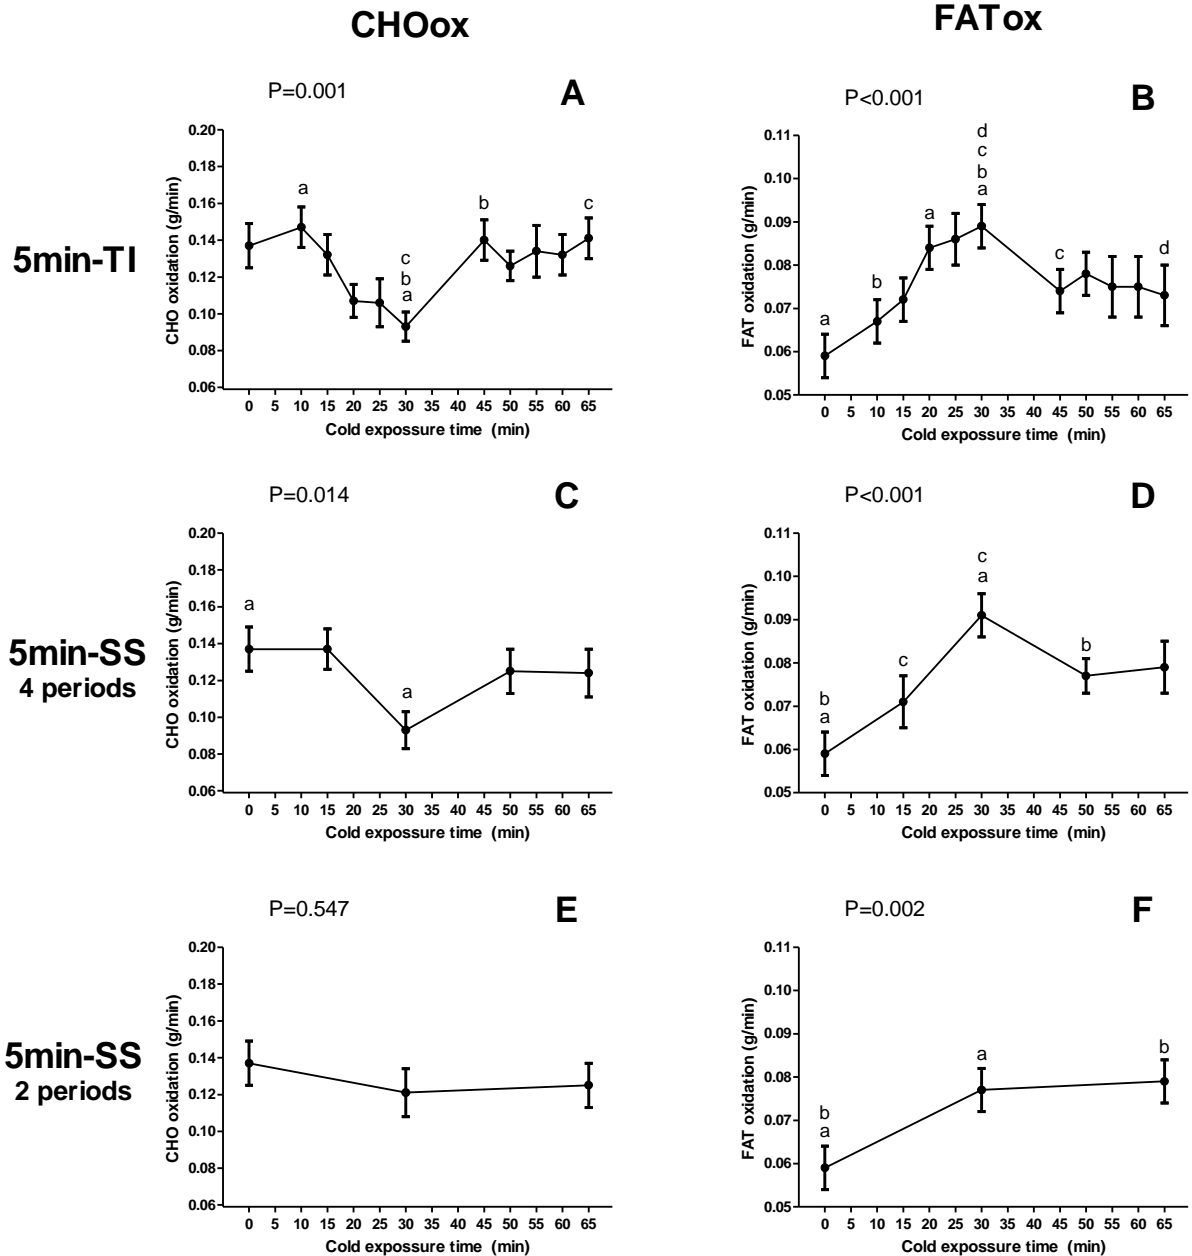 CHOox
FATox
5min-TI
P=0.001
A
a
b
c
c
b
a
CHO oxidation (g/min)
0.20
0.18
0.16
0.14
0.12
0.10
0.08
0.06
0 5 10 15 20 25 30 35 40 45 50 55 60 65
Cold expossure time (min)
P<0.001
B
d
c
b
a
a
b
a
c
d
FAT oxidation (g/min)
0.11
0.10
0.09
0.08
0.07
0.06
0.05
0 5 10 15 20 25 30 35 40 45 50 55 60 65
Cold expossure time (min)
5min-SS
4 periods
P=0.014
C
a
a
CHO oxidation (g/min)
0.20
0.18
0.16
0.14
0.12
0.10
0.08
0.06
0 5 10 15 20 25 30 35 40 45 50 55 60 65
Cold expossure time (min)
P<0.001
D
c
a
b
c
b
a
FAT oxidation (g/min)
0.11
0.10
0.09
0.08
0.07
0.06
0.05
0 5 10 15 20 25 30 35 40 45 50 55 60 65
Cold expossure time (min)
5min-SS
2 periods
P=0.547
E
CHO oxidation (g/min)
0.20
0.18
0.16
0.14
0.12
0.10
0.08
0.06
0 5 10 15 20 25 30 35 40 45 50 55 60 65
Cold expossure time (min)
P=0.002
F
b
a
a
b
FAT oxidation (g/min)
0.11
0.10
0.09
0.08
0.07
0.06
0.05
0 5 10 15 20 25 30 35 40 45 50 55 60 65
Cold expossure time (min)